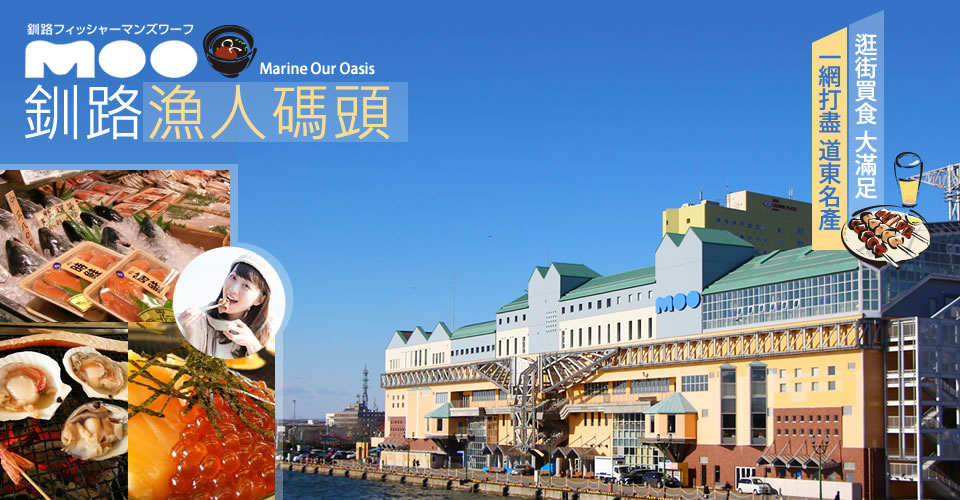 釧路フィッシャーマンズワーフ
MOO
Marine Our Oasis
釧路漁人碼頭
逛街買食 大滿足
一網打盡 道東名產
MOO